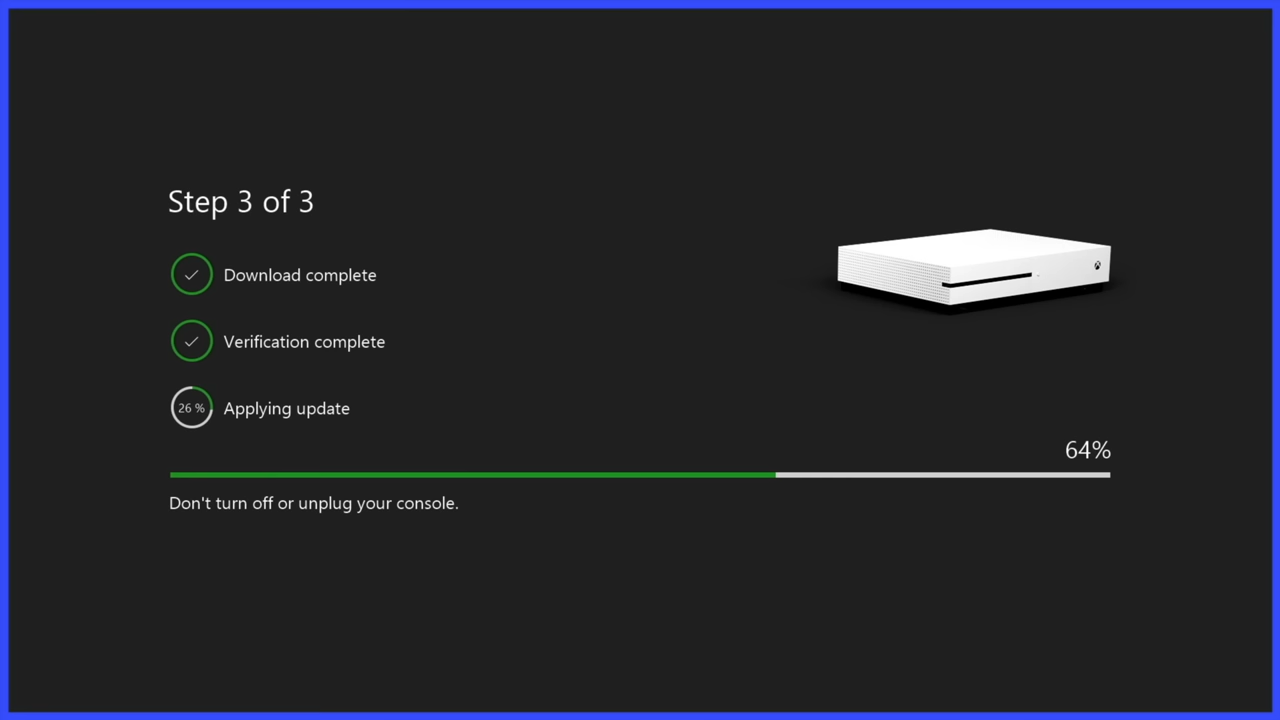 Step 3 of 3
Download complete
Verification complete
26 % Applying update
64%
Don't turn off or unplug your console.